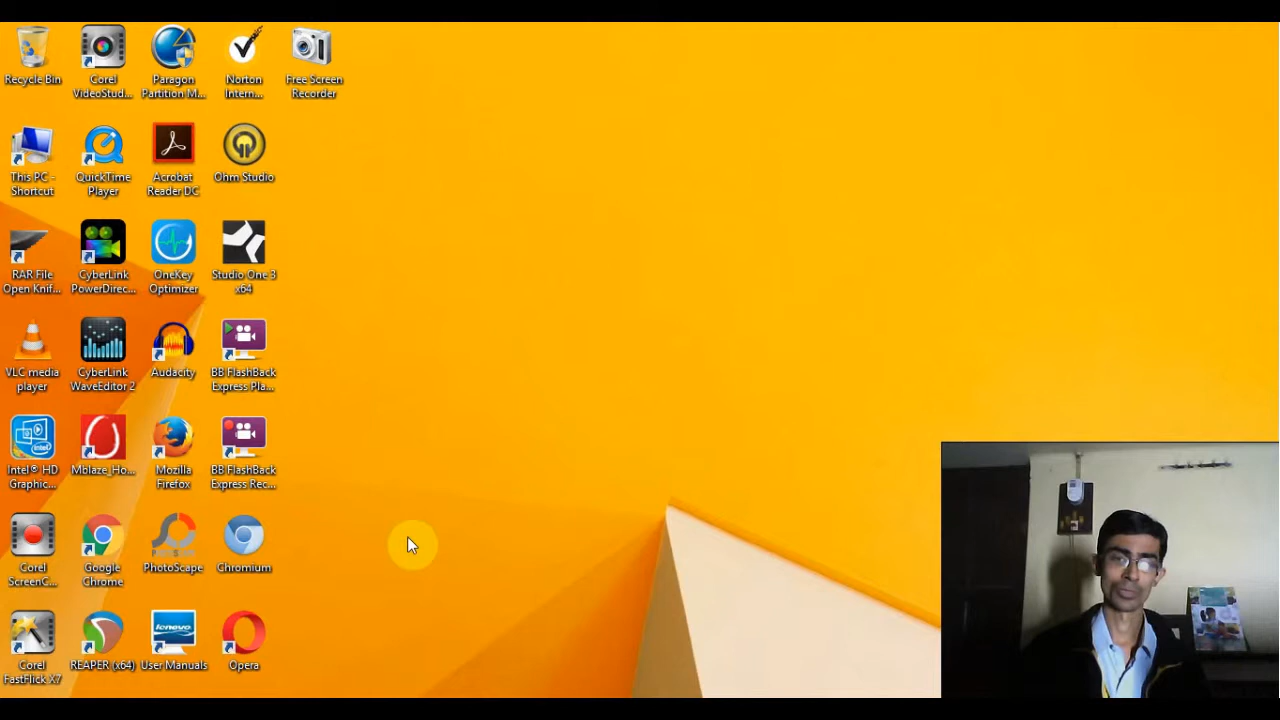 Recycle Bin
Corel
VideoStud...
Paragon
Partition M...
Norton
Intern...
Free Screen
Recorder
This PC -
Shortcut
QuickTime
Player
Acrobat
Reader DC
Ohm Studio
RAR File
Open Knif...
CyberLink
PowerDirec...
OneKey
Optimizer
Studio One 3
x64
VLC media
player
CyberLink
WaveEditor 2
Audacity
BB FlashBack
Express Pla...
Intel® HD
Graphic...
Mblaze_Ho...
Mozilla
Firefox
BB FlashBack
Express Rec...
Corel
ScreenC...
Google
Chrome
PhotoScape
Chromium
Corel
FastFlick X7
REAPER (x64)
lenovo
User Manuals
Opera